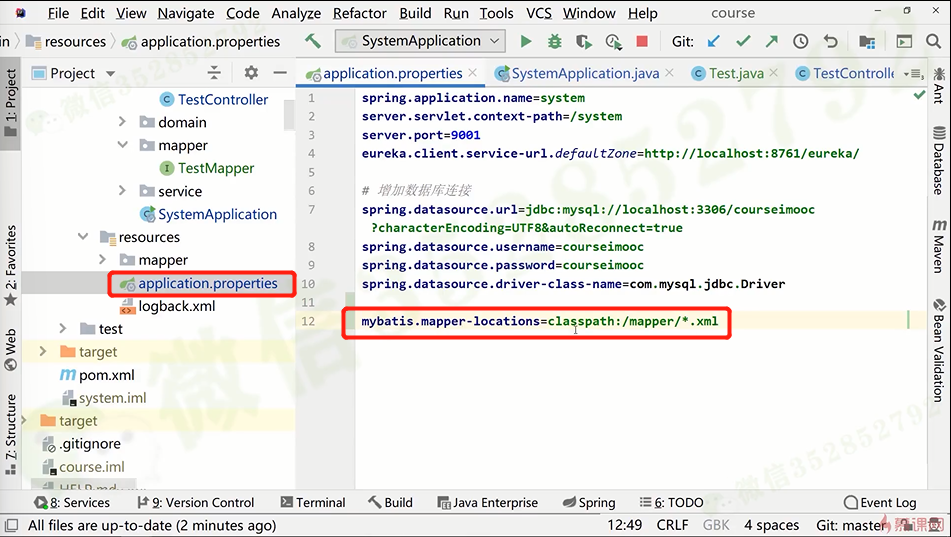 File Edit View Navigate Code Analyze Refactor Build Run Tools VCS Window Help course
resources application.properties SystemApplication Git:
1: Project
2: Favorites
Web
7: Structure
Project
TestController
domain
mapper
TestMapper
service
SystemApplication
resources
mapper
application.properties
logback.xml
test
target
pom.xml
system.iml
target
.gitignore
course.iml
application.properties SystemApplication.java Test.java TestControlle
1 spring.application.name=system
2 server.servlet.context-path=/system
3 server.port=9001
4 eureka.client.service-url.defaultZone=http://localhost:8761/eureka/
5
6 # 增加数据库连接
7 spring.datasource.url=jdbc:mysql://localhost:3306/courseimooc
?characterEncoding=UTF8&autoReconnect=true
8 spring.datasource.username=courseimooc
9 spring.datasource.password=courseimooc
10 spring.datasource.driver-class-name=com.mysql.jdbc.Driver
11
12 mybatis.mapper-locations=classpath:/mapper/*.xml
Ant
Database
Maven
Bean Validation
8: Services 9: Version Control Terminal Build Java Enterprise Spring 6: TODO Event Log
All files are up-to-date (2 minutes ago) 12:49 CRLF GBK 4 spaces Git: master
微信352852792